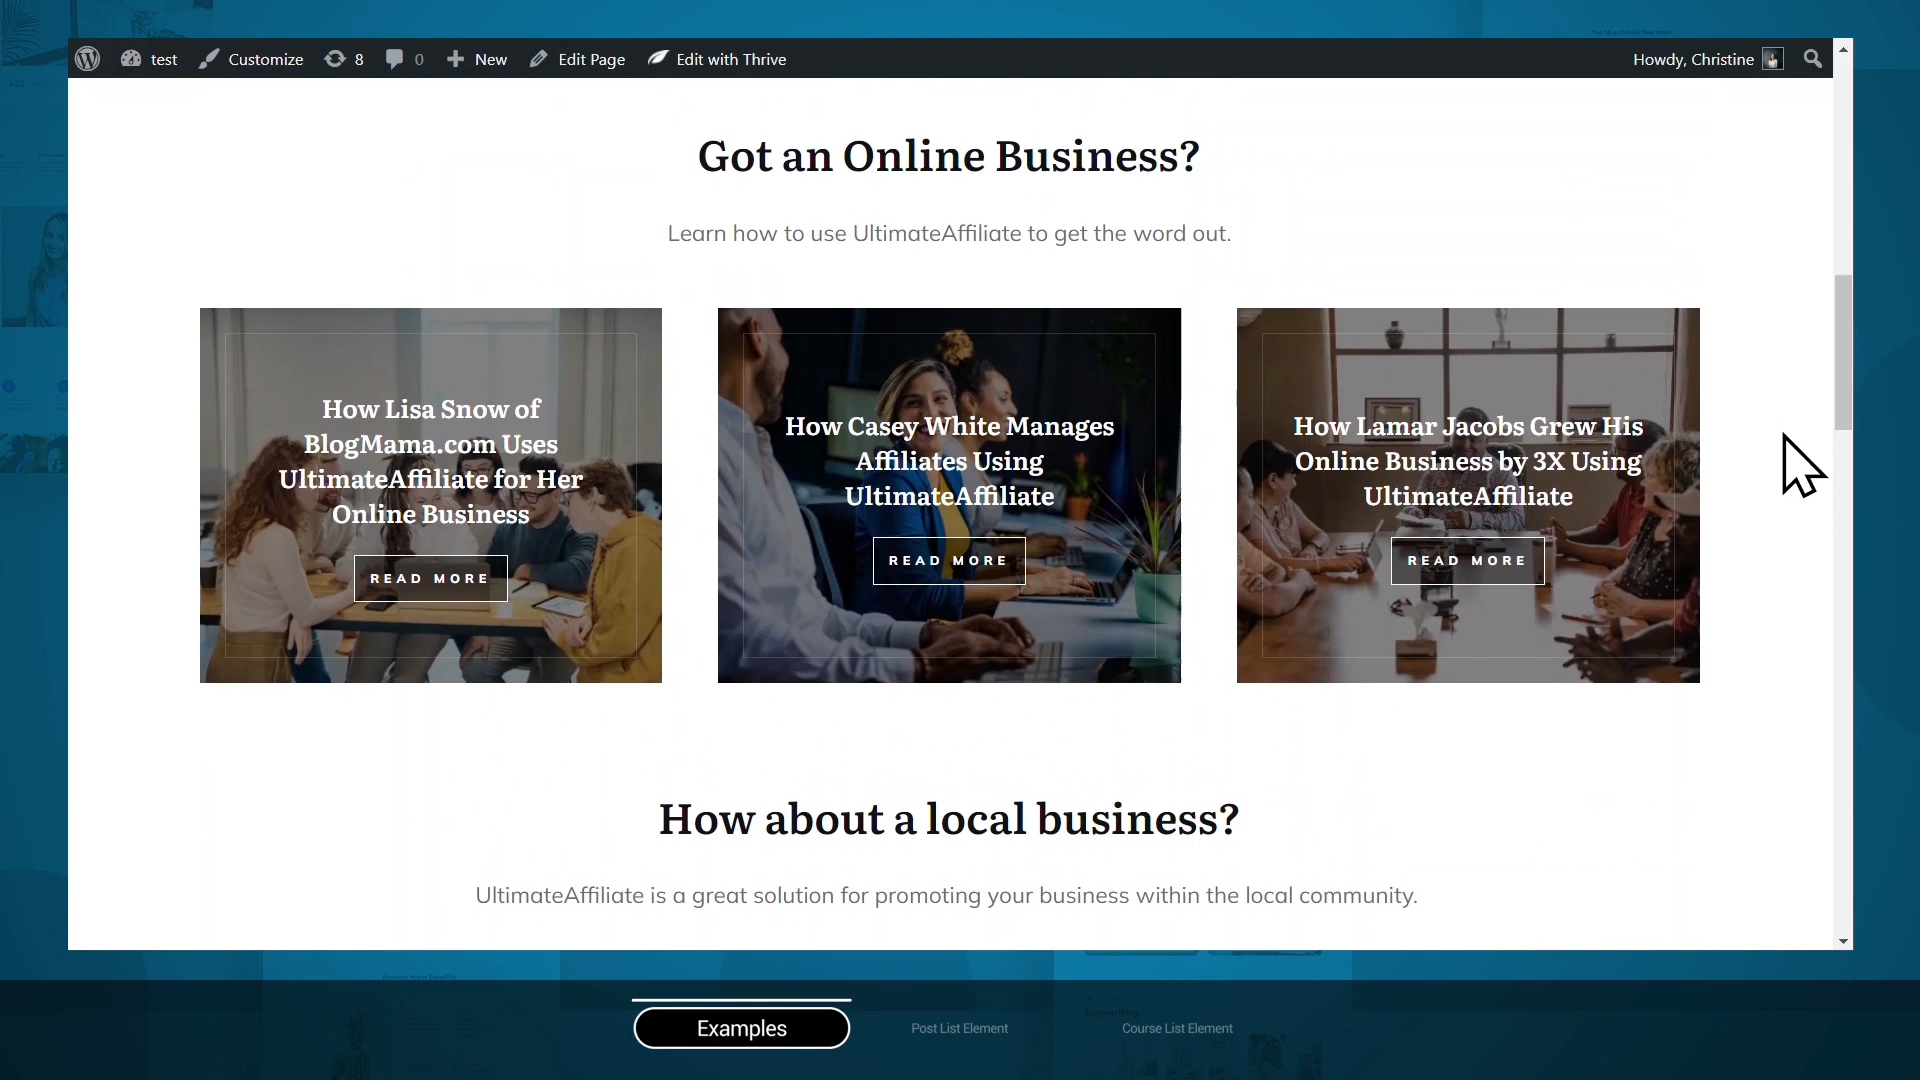 test
Customize
8
0
New
Edit Page
Edit with Thrive
Howdy, Christine
Got an Online Business?
Learn how to use UltimateAffiliate to get the word out.
How Lisa Snow of
BlogMama.com Uses
UltimateAffiliate for Her
Online Business
READ MORE
How Casey White Manages
Affiliates Using
UltimateAffiliate
READ MORE
How Lamar Jacobs Grew His
Online Business by 3X Using
UltimateAffiliate
READ MORE
How about a local business?
UltimateAffiliate is a great solution for promoting your business within the local community.
Product Main Benefits
Copywriting
Examples
Post List Element
Course List Element